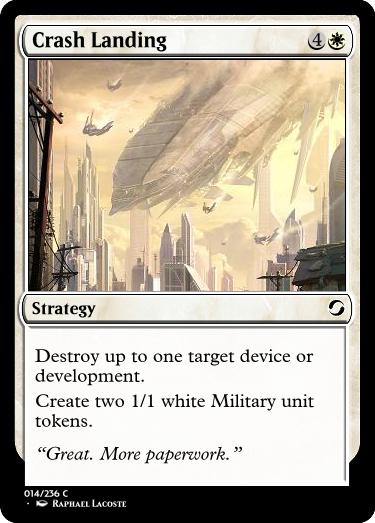 Crash Landing 4
Strategy
Destroy up to one target device or
development.
Create two 1/1 white Military unit
tokens.
“Great. More paperwork.”
014/236 C
· Raphael Lacoste